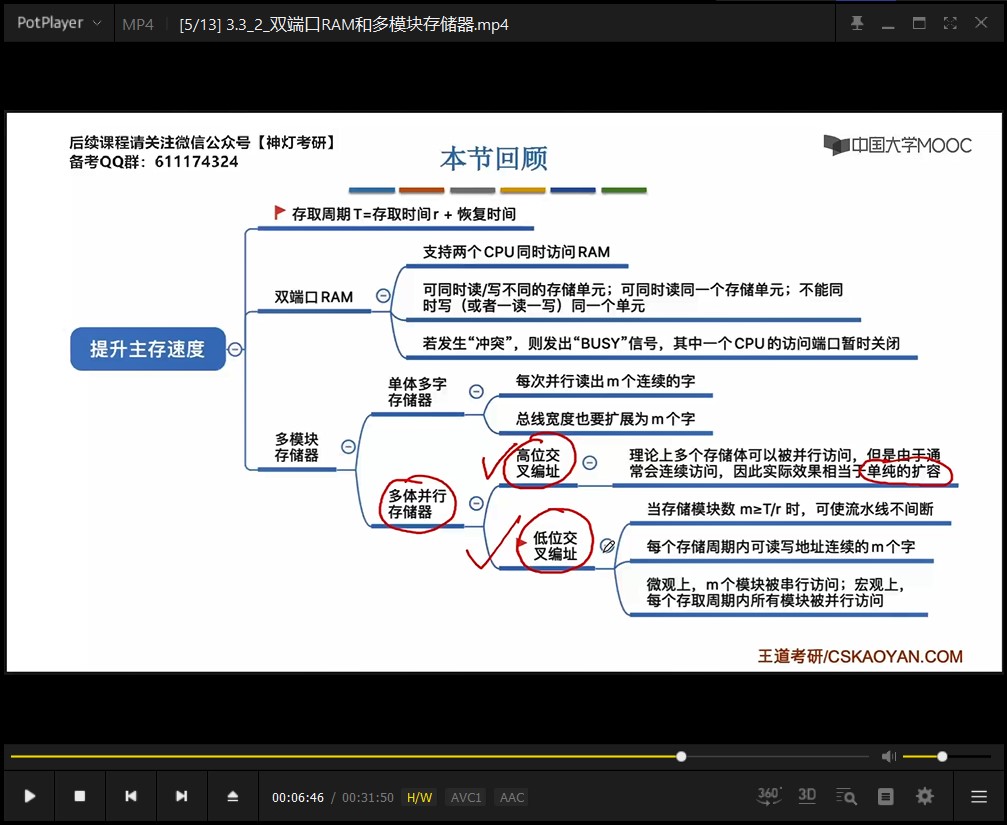 PotPlayer
MP4
[5/13] 3.3_2_双端口RAM和多模块存储器.mp4
后续课程请关注微信公众号【神灯考研】
备考QQ群：611174324
本节回顾
中国大学MOOC
存取周期T=存取时间r + 恢复时间
支持两个CPU同时访问RAM
双端口RAM
可同时读/写不同的存储单元；可同时读同一个存储单元；不能同
时写（或者一读一写）同一个单元
若发生“冲突”，则发出“BUSY”信号，其中一个CPU的访问端口暂时关闭
提升主存速度
单体多字
存储器
每次并行读出m个连续的字
总线宽度也要扩展为m个字
多模块
存储器
高位交
叉编址
理论上多个存储体可以被并行访问，但是由于通
常会连续访问，因此实际效果相当于单纯的扩容
多体并行
存储器
低位交
叉编址
当存储模块数 m≥T/r 时，可使流水线不间断
每个存储周期内可读写地址连续的m个字
微观上，m个模块被串行访问；宏观上，
每个存取周期内所有模块被并行访问
王道考研/CSKAOYAN.COM
00:06:46 / 00:31:50 H/W AVC1 AAC
360° 3D